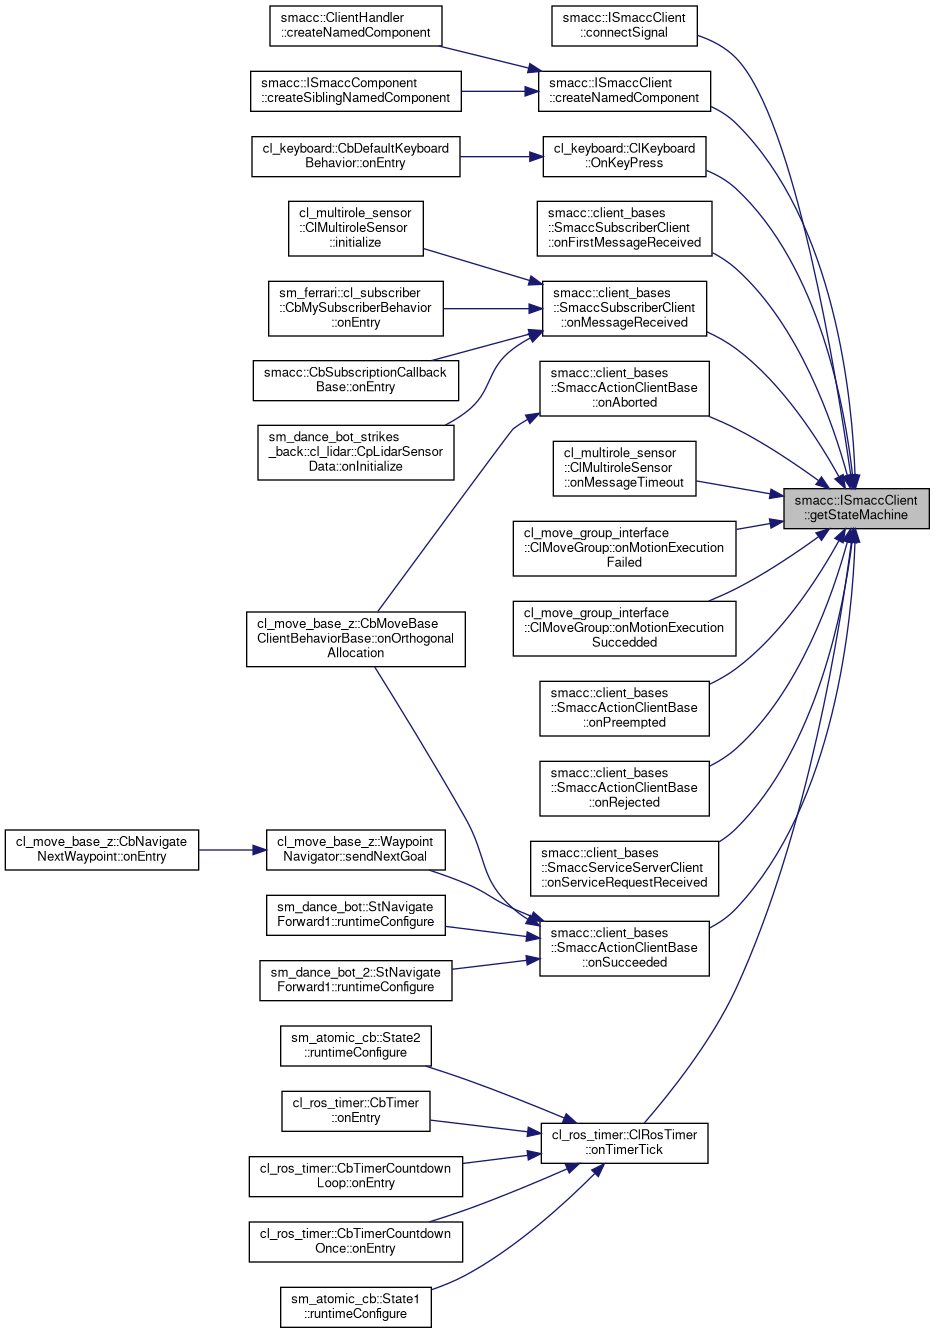 smacc::ClientHandler
::createNamedComponent
smacc::ISmaccClient
::connectSignal
smacc::ISmaccComponent
::createSiblingNamedComponent
smacc::ISmaccClient
::createNamedComponent
cl_keyboard::CbDefaultKeyboard
Behavior::onEntry
cl_keyboard::ClKeyboard
::OnKeyPress
cl_multirole_sensor
::ClMultiroleSensor
::initialize
smacc::client_bases
::SmaccSubscriberClient
::onFirstMessageReceived
sm_ferrari::cl_subscriber
::CbMySubscriberBehavior
::onEntry
smacc::client_bases
::SmaccSubscriberClient
::onMessageReceived
smacc::CbSubscriptionCallback
Base::onEntry
smacc::client_bases
::SmaccActionClientBase
::onAborted
sm_dance_bot_strikes
_back::cl_lidar::CpLidarSensor
Data::onInitialize
cl_multirole_sensor
::ClMultiroleSensor
::onMessageTimeout
smacc::ISmaccClient
::getStateMachine
cl_move_group_interface
::ClMoveGroup::onMotionExecution
Failed
cl_move_group_interface
::ClMoveGroup::onMotionExecution
Succedded
cl_move_base_z::CbMoveBase
ClientBehaviorBase::onOrthogonal
Allocation
smacc::client_bases
::SmaccActionClientBase
::onPreempted
smacc::client_bases
::SmaccActionClientBase
::onRejected
cl_move_base_z::CbNavigate
NextWaypoint::onEntry
cl_move_base_z::Waypoint
Navigator::sendNextGoal
smacc::client_bases
::SmaccServiceServerClient
::onServiceRequestReceived
sm_dance_bot::StNavigate
Forward1::runtimeConfigure
smacc::client_bases
::SmaccActionClientBase
::onSucceeded
sm_dance_bot_2::StNavigate
Forward1::runtimeConfigure
sm_atomic_cb::State2
::runtimeConfigure
cl_ros_timer::CbTimer
::onEntry
cl_ros_timer::ClRosTimer
::onTimerTick
cl_ros_timer::CbTimerCountdown
Loop::onEntry
cl_ros_timer::CbTimerCountdown
Once::onEntry
sm_atomic_cb::State1
::runtimeConfigure